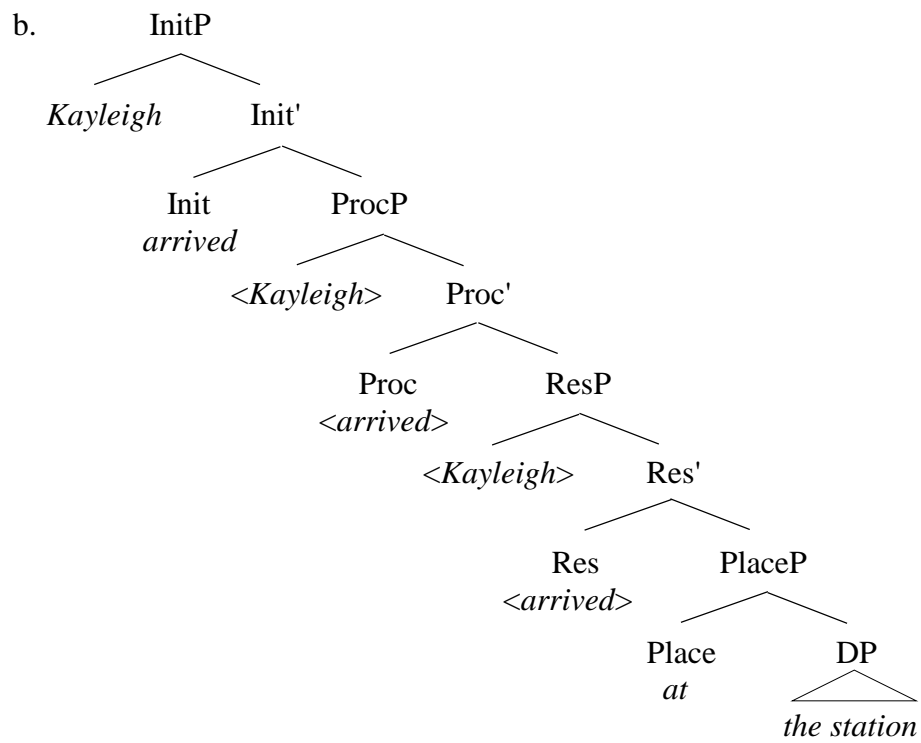 b. InitP
Kayleigh Init'
Init ProcP
arrived
<Kayleigh> Proc'
Proc ResP
<arrived>
<Kayleigh> Res'
Res PlaceP
<arrived>
Place DP
at
the station